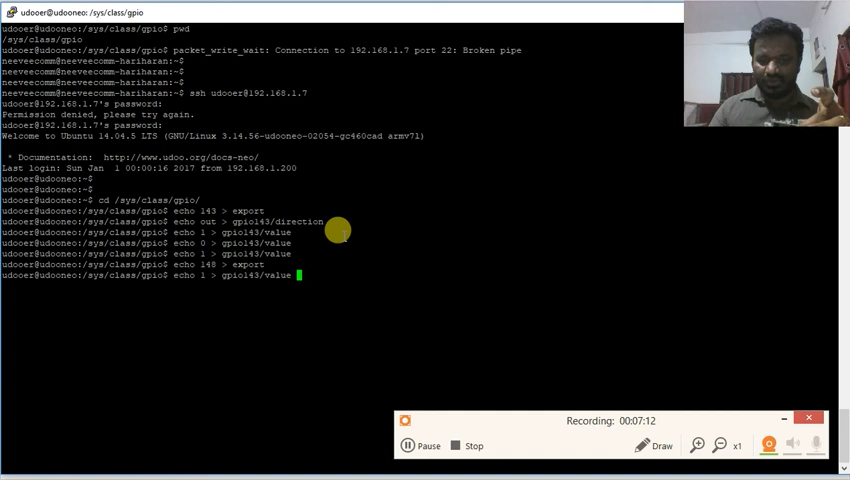 udooer@udooneo: /sys/class/gpio
udooer@udooneo:/sys/class/gpio$ pwd
/sys/class/gpio
udooer@udooneo:/sys/class/gpio$ packet_write_wait: Connection to 192.168.1.7 port 22: Broken pipe
neeveecomm@neeveecomm-hariharan:~$
neeveecomm@neeveecomm-hariharan:~$
neeveecomm@neeveecomm-hariharan:~$
neeveecomm@neeveecomm-hariharan:~$ ssh udooer@192.168.1.7
udooer@192.168.1.7's password:
Permission denied, please try again.
udooer@192.168.1.7's password:
Welcome to Ubuntu 14.04.5 LTS (GNU/Linux 3.14.56-udooneo-02054-gc460cad armv7l)
* Documentation: http://www.udoo.org/docs-neo/
Last login: Sun Jan 1 00:00:16 2017 from 192.168.1.200
udooer@udooneo:~$
udooer@udooneo:~$
udooer@udooneo:~$ cd /sys/class/gpio/
udooer@udooneo:/sys/class/gpio$ echo 143 > export
udooer@udooneo:/sys/class/gpio$ echo out > gpio143/direction
udooer@udooneo:/sys/class/gpio$ echo 1 > gpio143/value
udooer@udooneo:/sys/class/gpio$ echo 0 > gpio143/value
udooer@udooneo:/sys/class/gpio$ echo 1 > gpio143/value
udooer@udooneo:/sys/class/gpio$ echo 148 > export
udooer@udooneo:/sys/class/gpio$ echo 1 > gpio143/value
Recording: 00:07:12
Pause Stop Draw x1